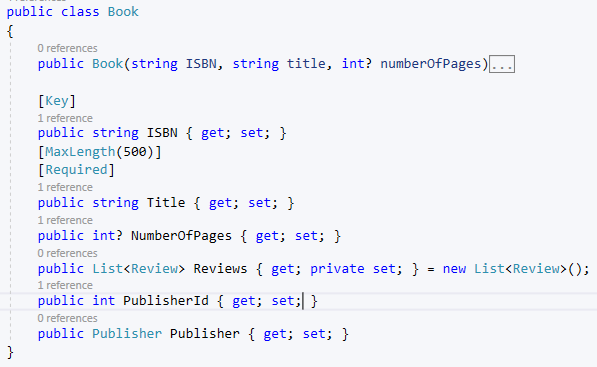 public class Book
{
0 references
public Book(string ISBN, string title, int? numberOfPages)...
[Key]
1 reference
public string ISBN { get; set; }
[MaxLength(500)]
[Required]
1 reference
public string Title { get; set; }
1 reference
public int? NumberOfPages { get; set; }
0 references
public List<Review> Reviews { get; private set; } = new List<Review>();
1 reference
public int PublisherId { get; set; }
0 references
public Publisher Publisher { get; set; }
}